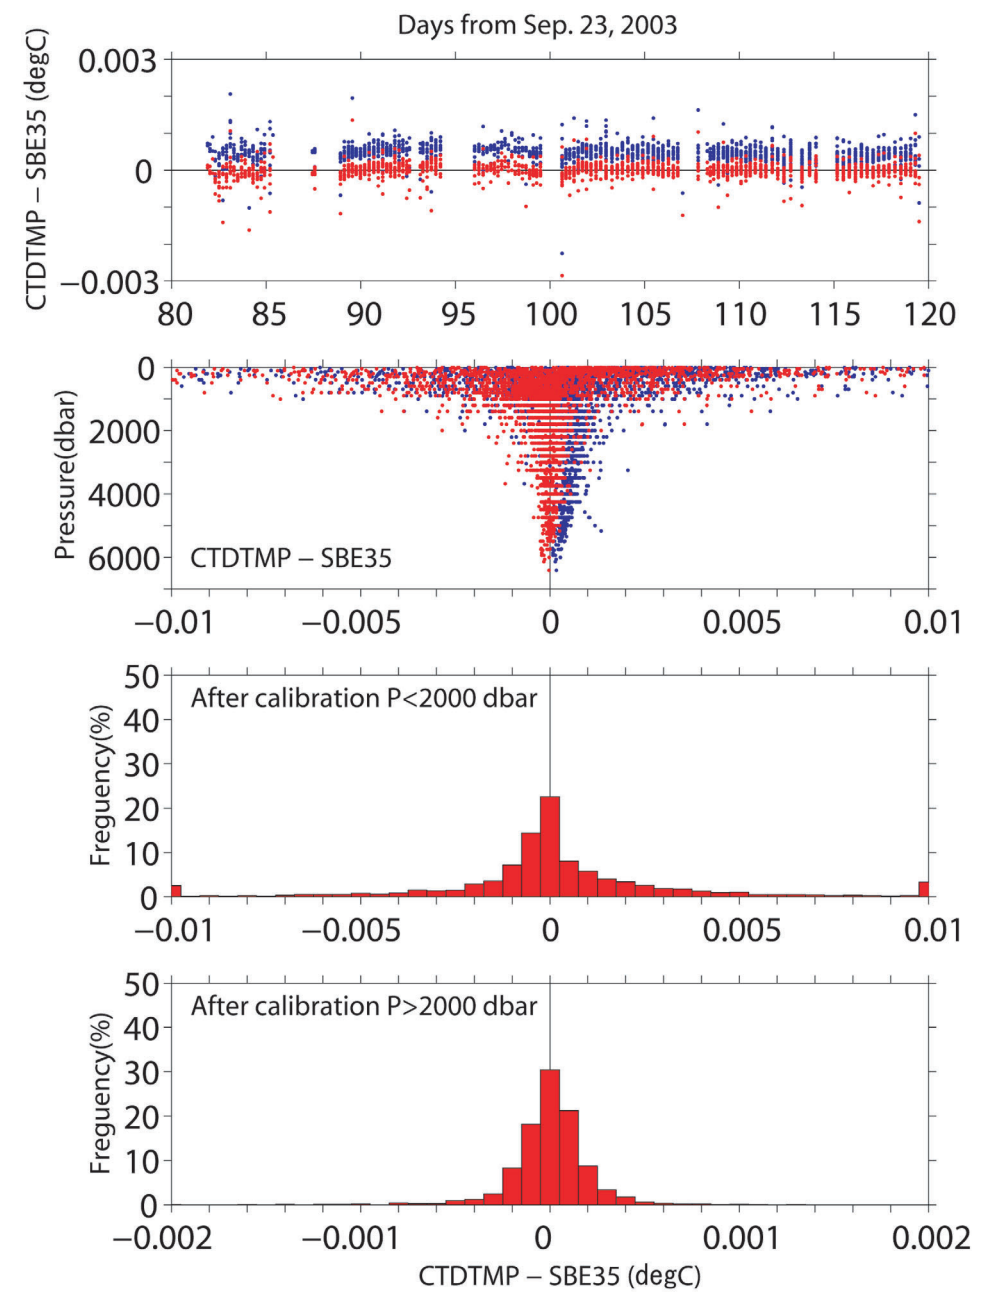 Days from Sep. 23, 2003
CTDTMP – SBE35 (degC)
0.003
0
−0.003
80 85 90 95 100 105 110 115 120
Pressure(dbar)
0
2000
4000
6000
CTDTMP – SBE35
−0.01 −0.005 0 0.005 0.01
Freguency(%)
50
40
30
20
10
0
After calibration P<2000 dbar
−0.01 −0.005 0 0.005 0.01
Freguency(%)
50
40
30
20
10
0
After calibration P>2000 dbar
−0.002 −0.001 0 0.001 0.002
CTDTMP – SBE35 (degC)